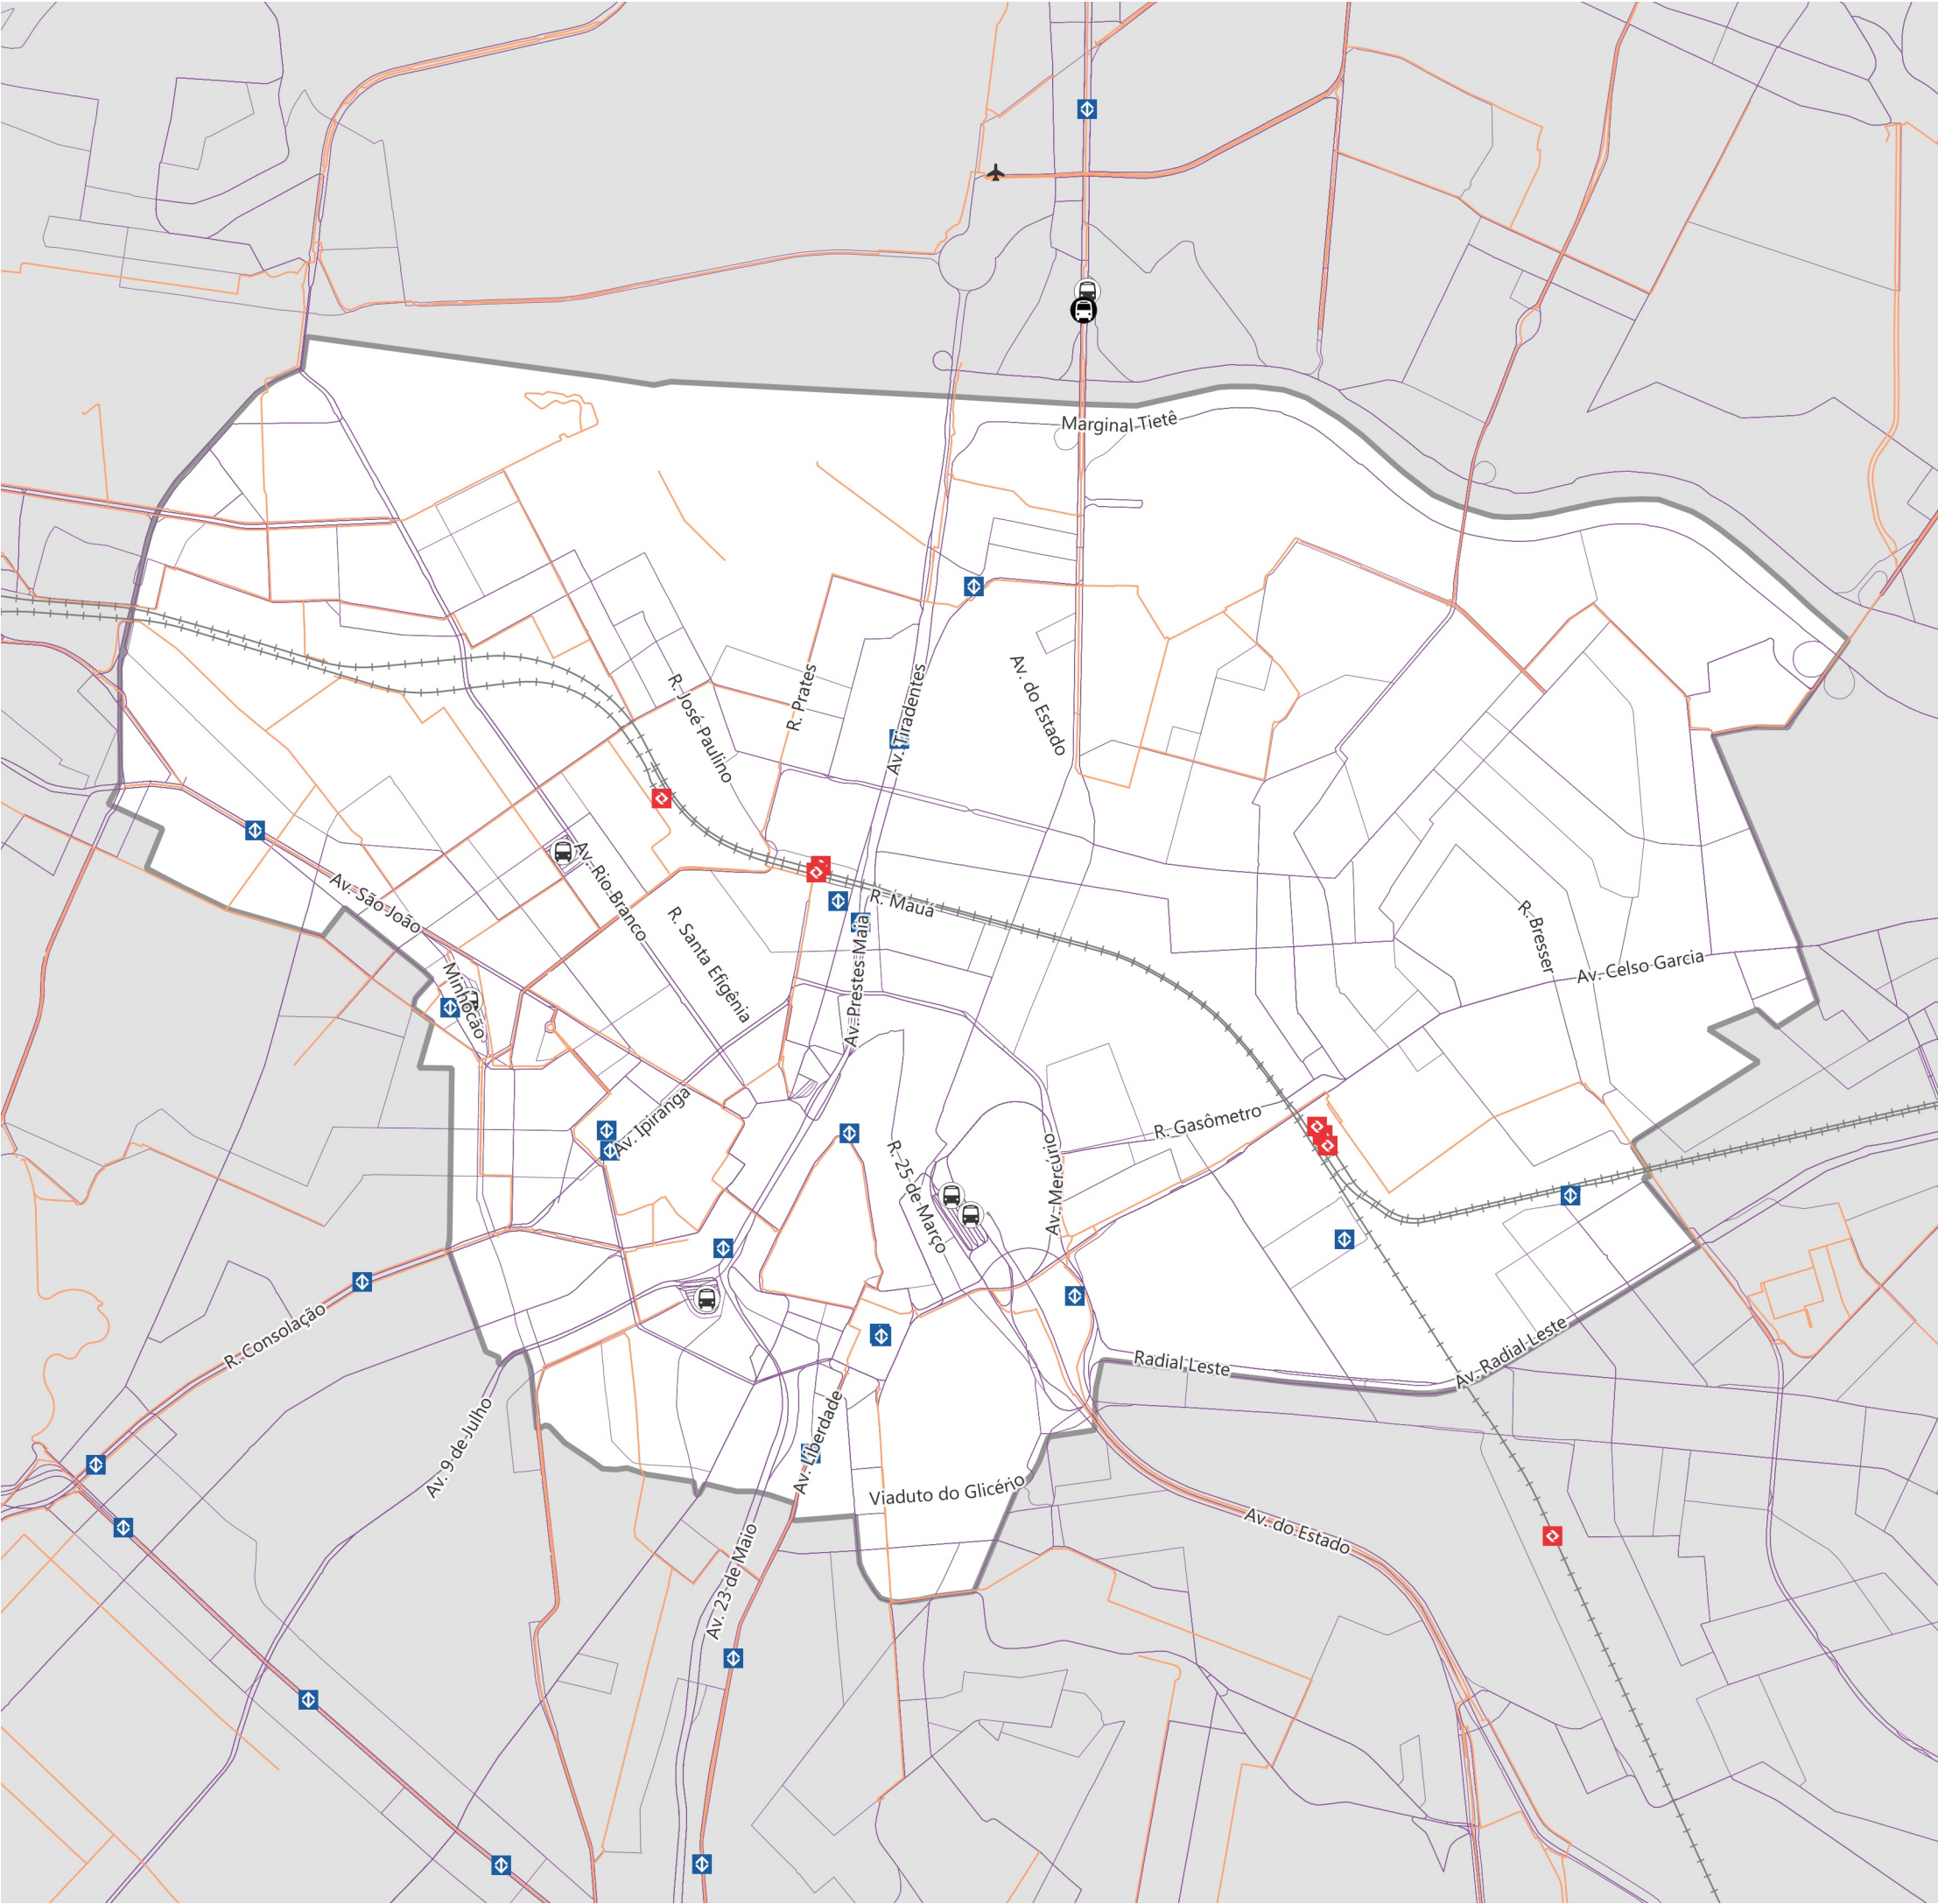 Marginal Tietê
R. José Paulino
R. Prates
Av. Tiradentes
Av. do Estado
Av. São João
Av. Rio Branco
R. Santa Efigênia
R. Mauá
Av. Prestes Maia
R. Bresser
Av. Celso Garcia
Minhocão
Av. Ipiranga
R. 25 de Março
R. Gasômetro
Av. Mercúrio
R. Consolação
Radial Leste
Av. Radial Leste
Av. 9 de Julho
Av. Liberdade
Viaduto do Glicério
Av. do Estado
Av. 23 de Maio